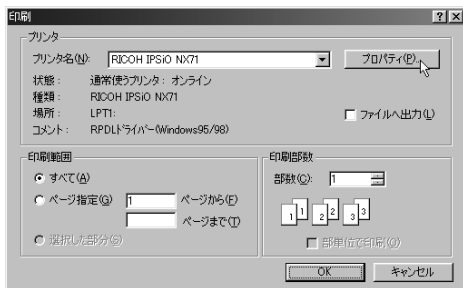 印刷
プリンタ
プリンタ名(N): RICOH IPSiO NX71 プロパティ(P)...
状態： 通常使うプリンタ：オンライン
種類： RICOH IPSiO NX71
場所： LPT1:
コメント： RPDLドライバー(Windows95/98)
ファイルへ出力(L)
印刷範囲
すべて(A)
ページ指定(G) 1 ページから(F)
ページまで(T)
選択した部分(S)
印刷部数
部数(C): 1
1 1 2 2 3 3
部単位で印刷(O)
OK キャンセル